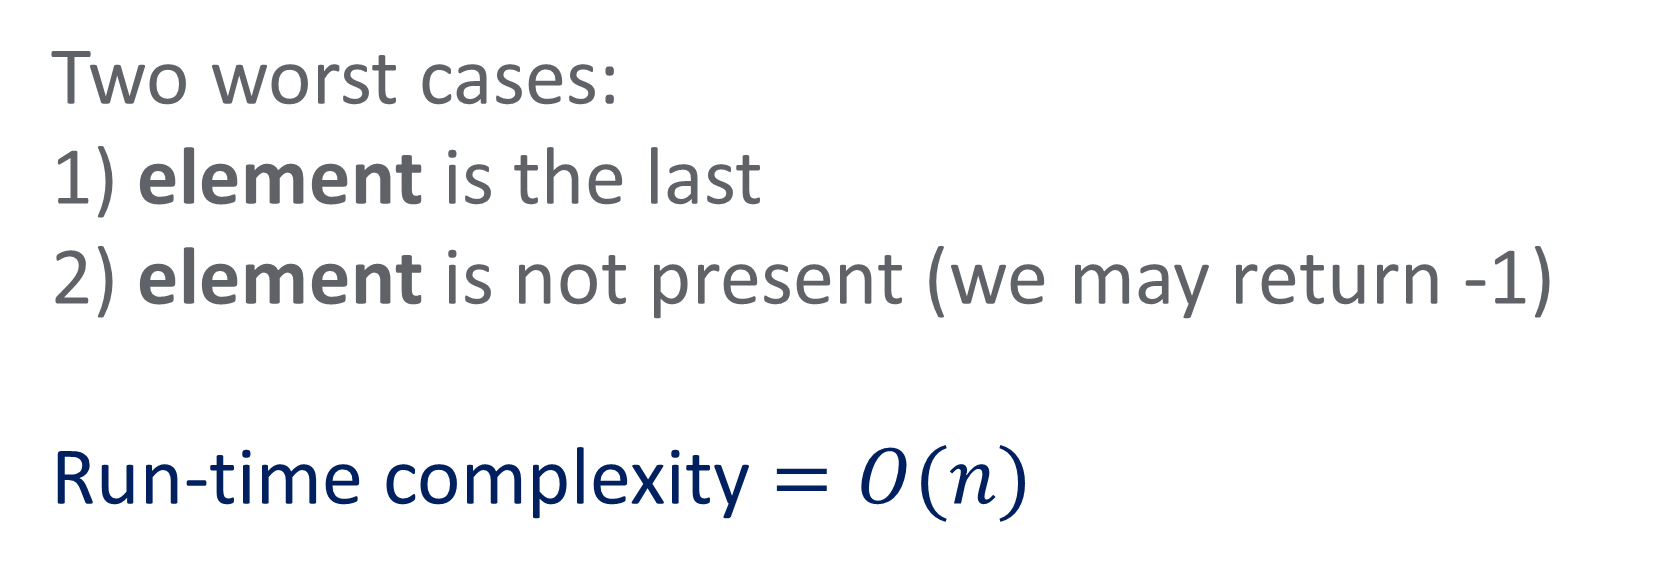 Two worst cases:
1) element is the last
2) element is not present (we may return -1)
Run-time complexity = O(n)